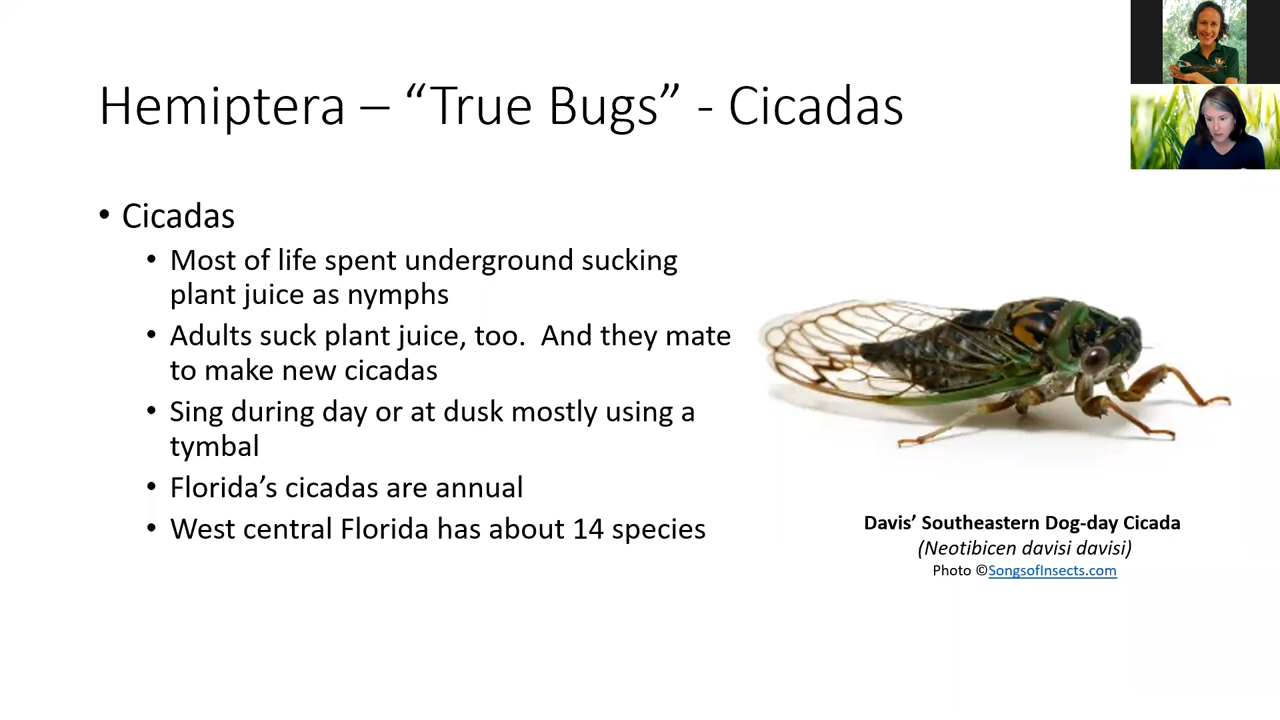 Hemiptera – “True Bugs” - Cicadas
• Cicadas
• Most of life spent underground sucking
plant juice as nymphs
• Adults suck plant juice, too.  And they mate
to make new cicadas
• Sing during day or at dusk mostly using a
tymbal
• Florida’s cicadas are annual
• West central Florida has about 14 species
Davis’ Southeastern Dog-day Cicada
(Neotibicen davisi davisi)
Photo ©SongsofInsects.com